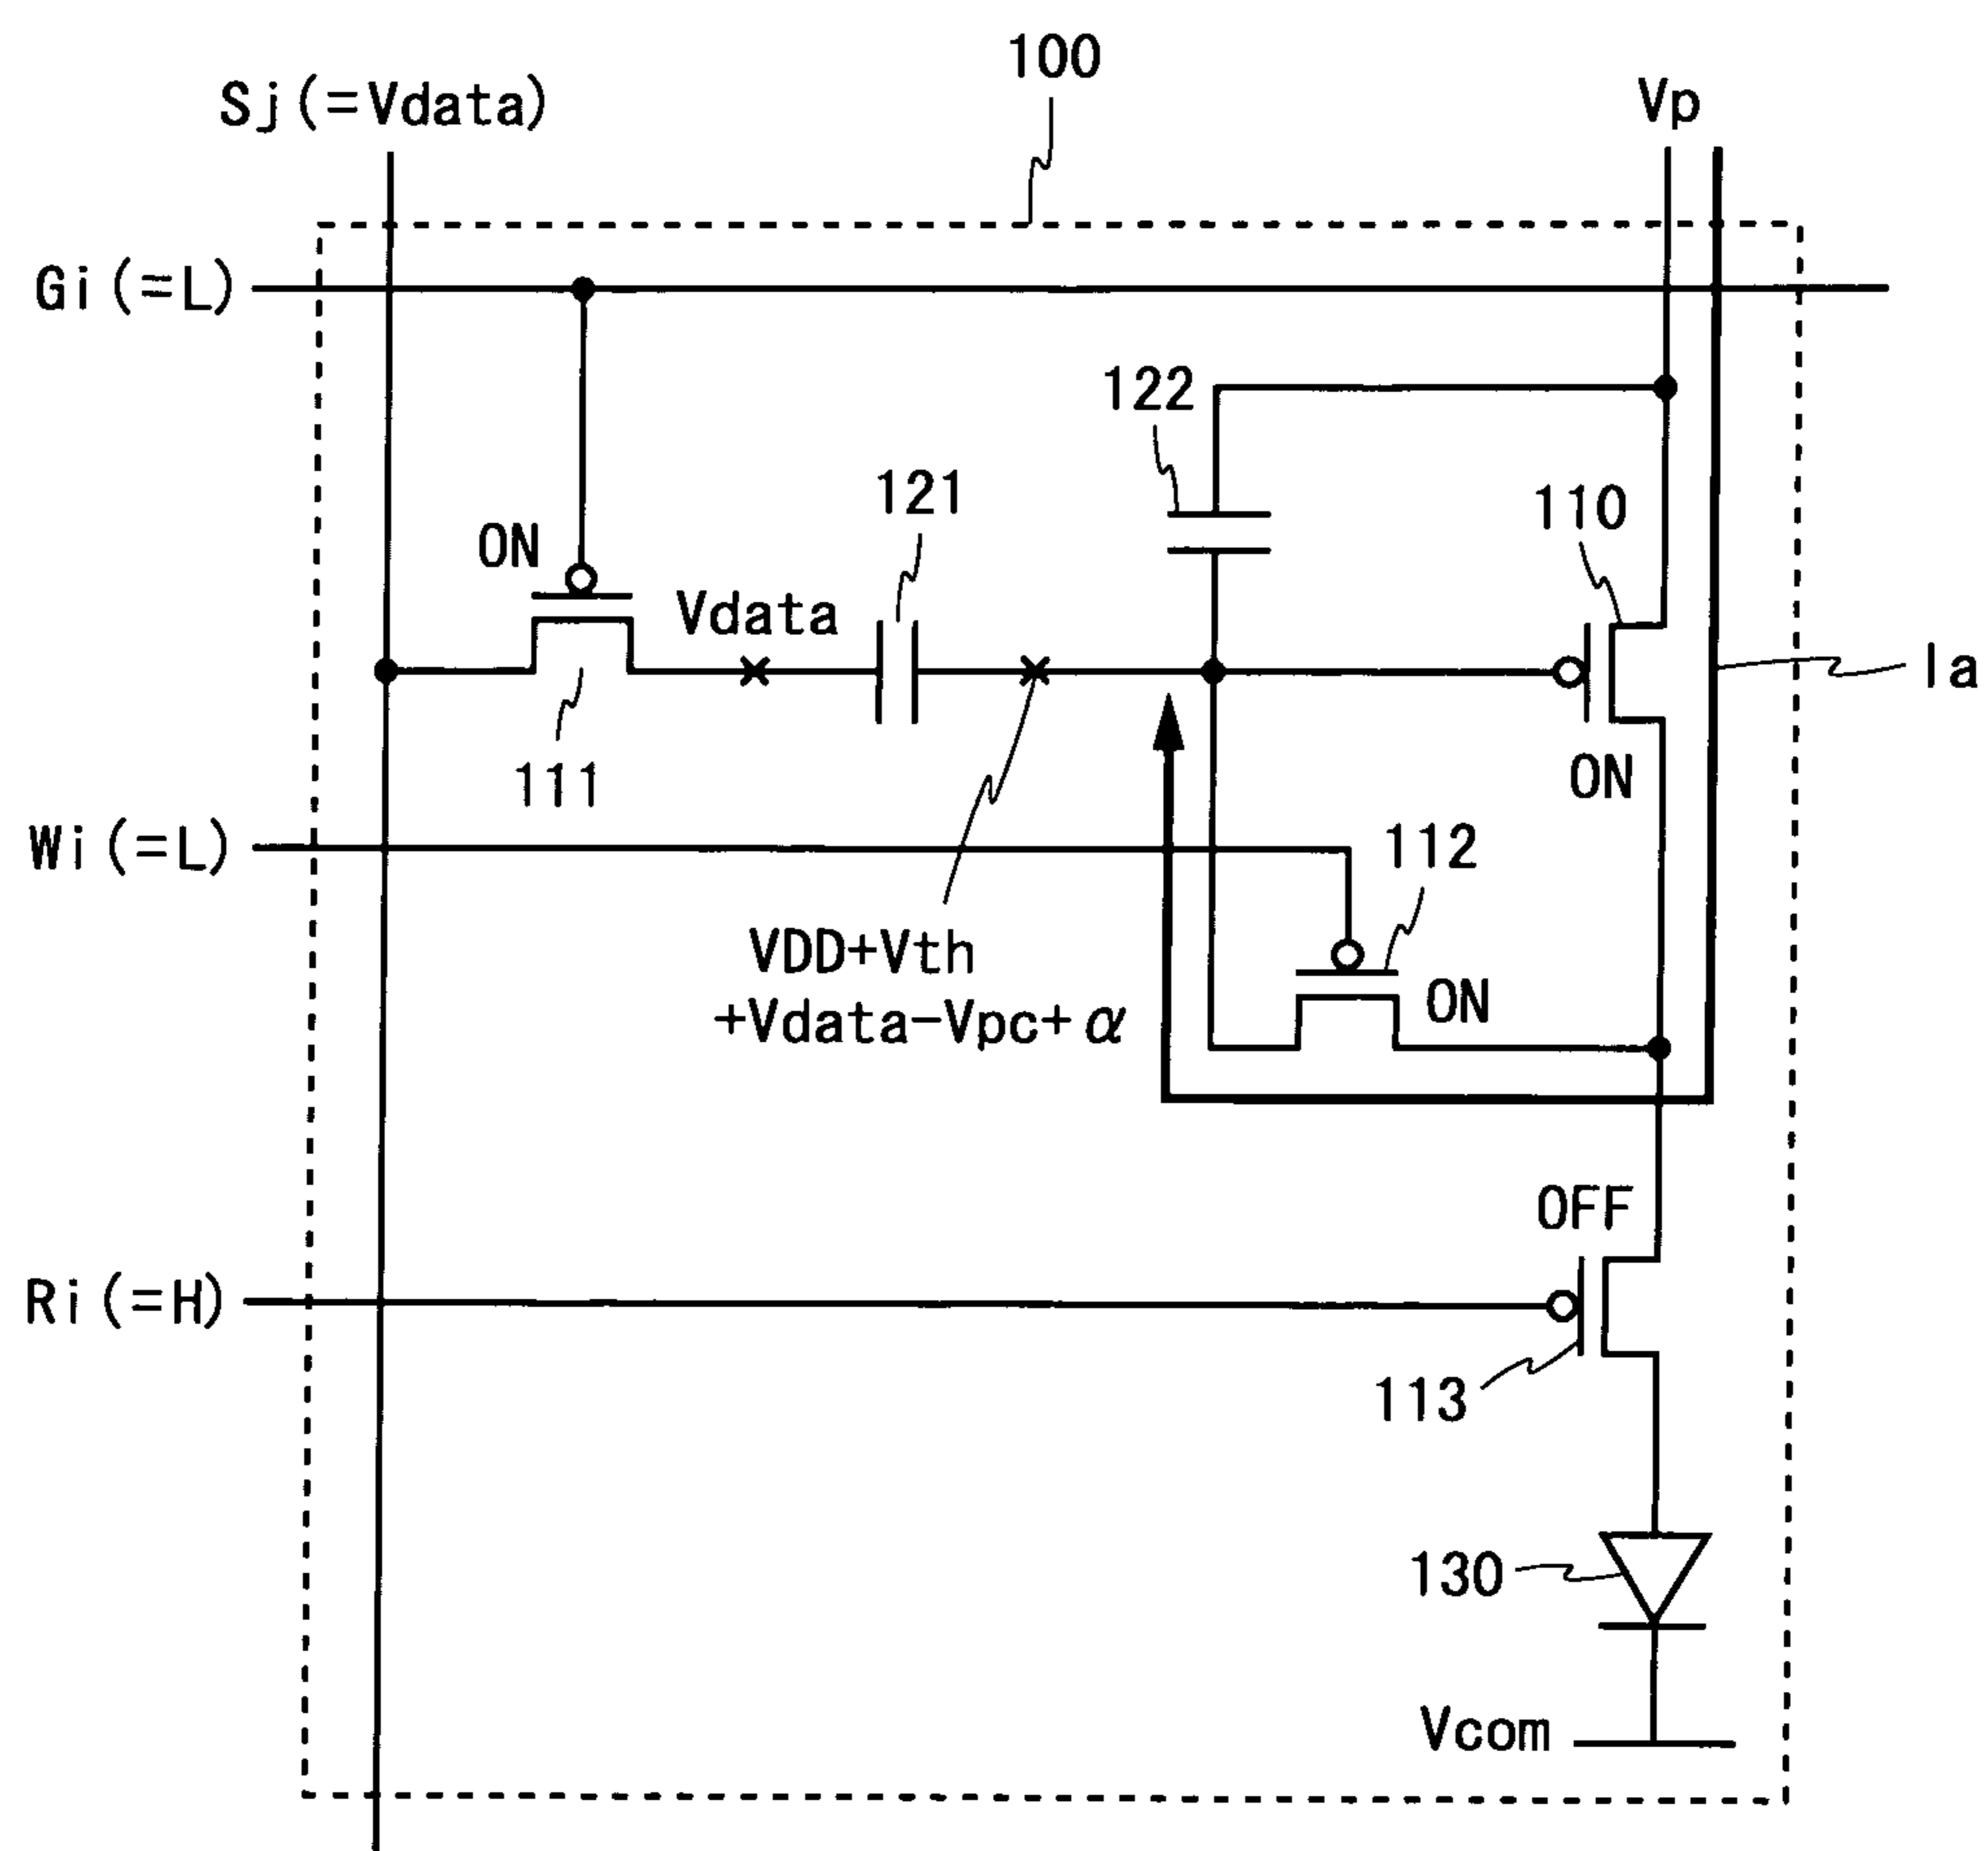 100
Sj(=Vdata)
Vp
Gi(=L)
122
121
110
ON
Vdata
Ia
111
ON
Wi(=L)
112
VDD+Vth
+Vdata-Vpc+α
ON
OFF
Ri(=H)
113
130
Vcom